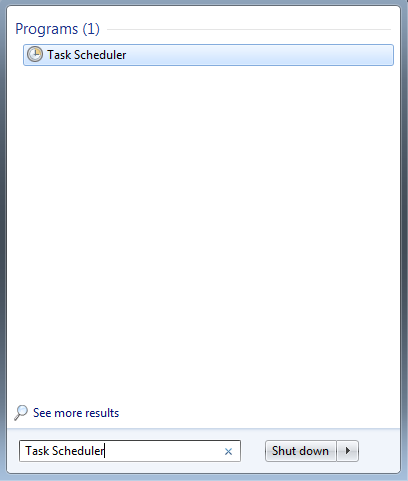 Programs (1)
Task Scheduler
See more results
Task Scheduler
Shut down